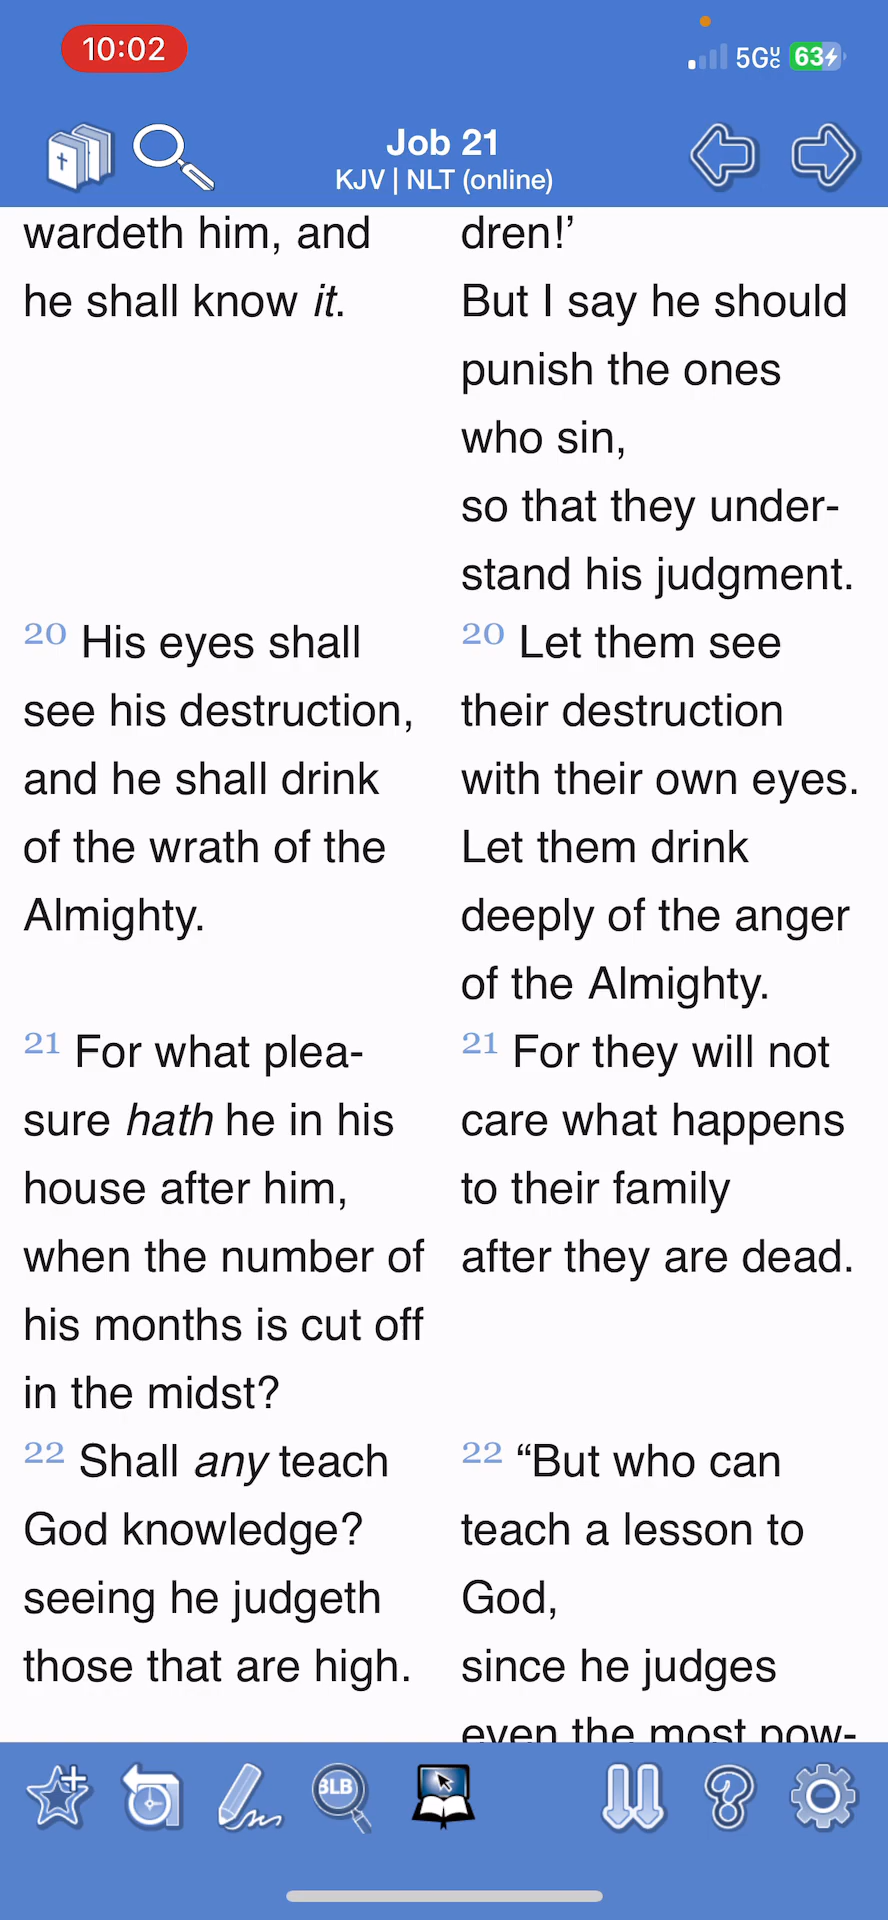 10:02
5G UC
63
Job 21
KJV | NLT (online)
wardeth him, and
he shall know it.
20 His eyes shall
see his destruction,
and he shall drink
of the wrath of the
Almighty.
21 For what plea-
sure hath he in his
house after him,
when the number of
his months is cut off
in the midst?
22 Shall any teach
God knowledge?
seeing he judgeth
those that are high.
dren!’
But I say he should
punish the ones
who sin,
so that they under-
stand his judgment.
20 Let them see
their destruction
with their own eyes.
Let them drink
deeply of the anger
of the Almighty.
21 For they will not
care what happens
to their family
after they are dead.
22 “But who can
teach a lesson to
God,
since he judges
even the most pow-
BLB